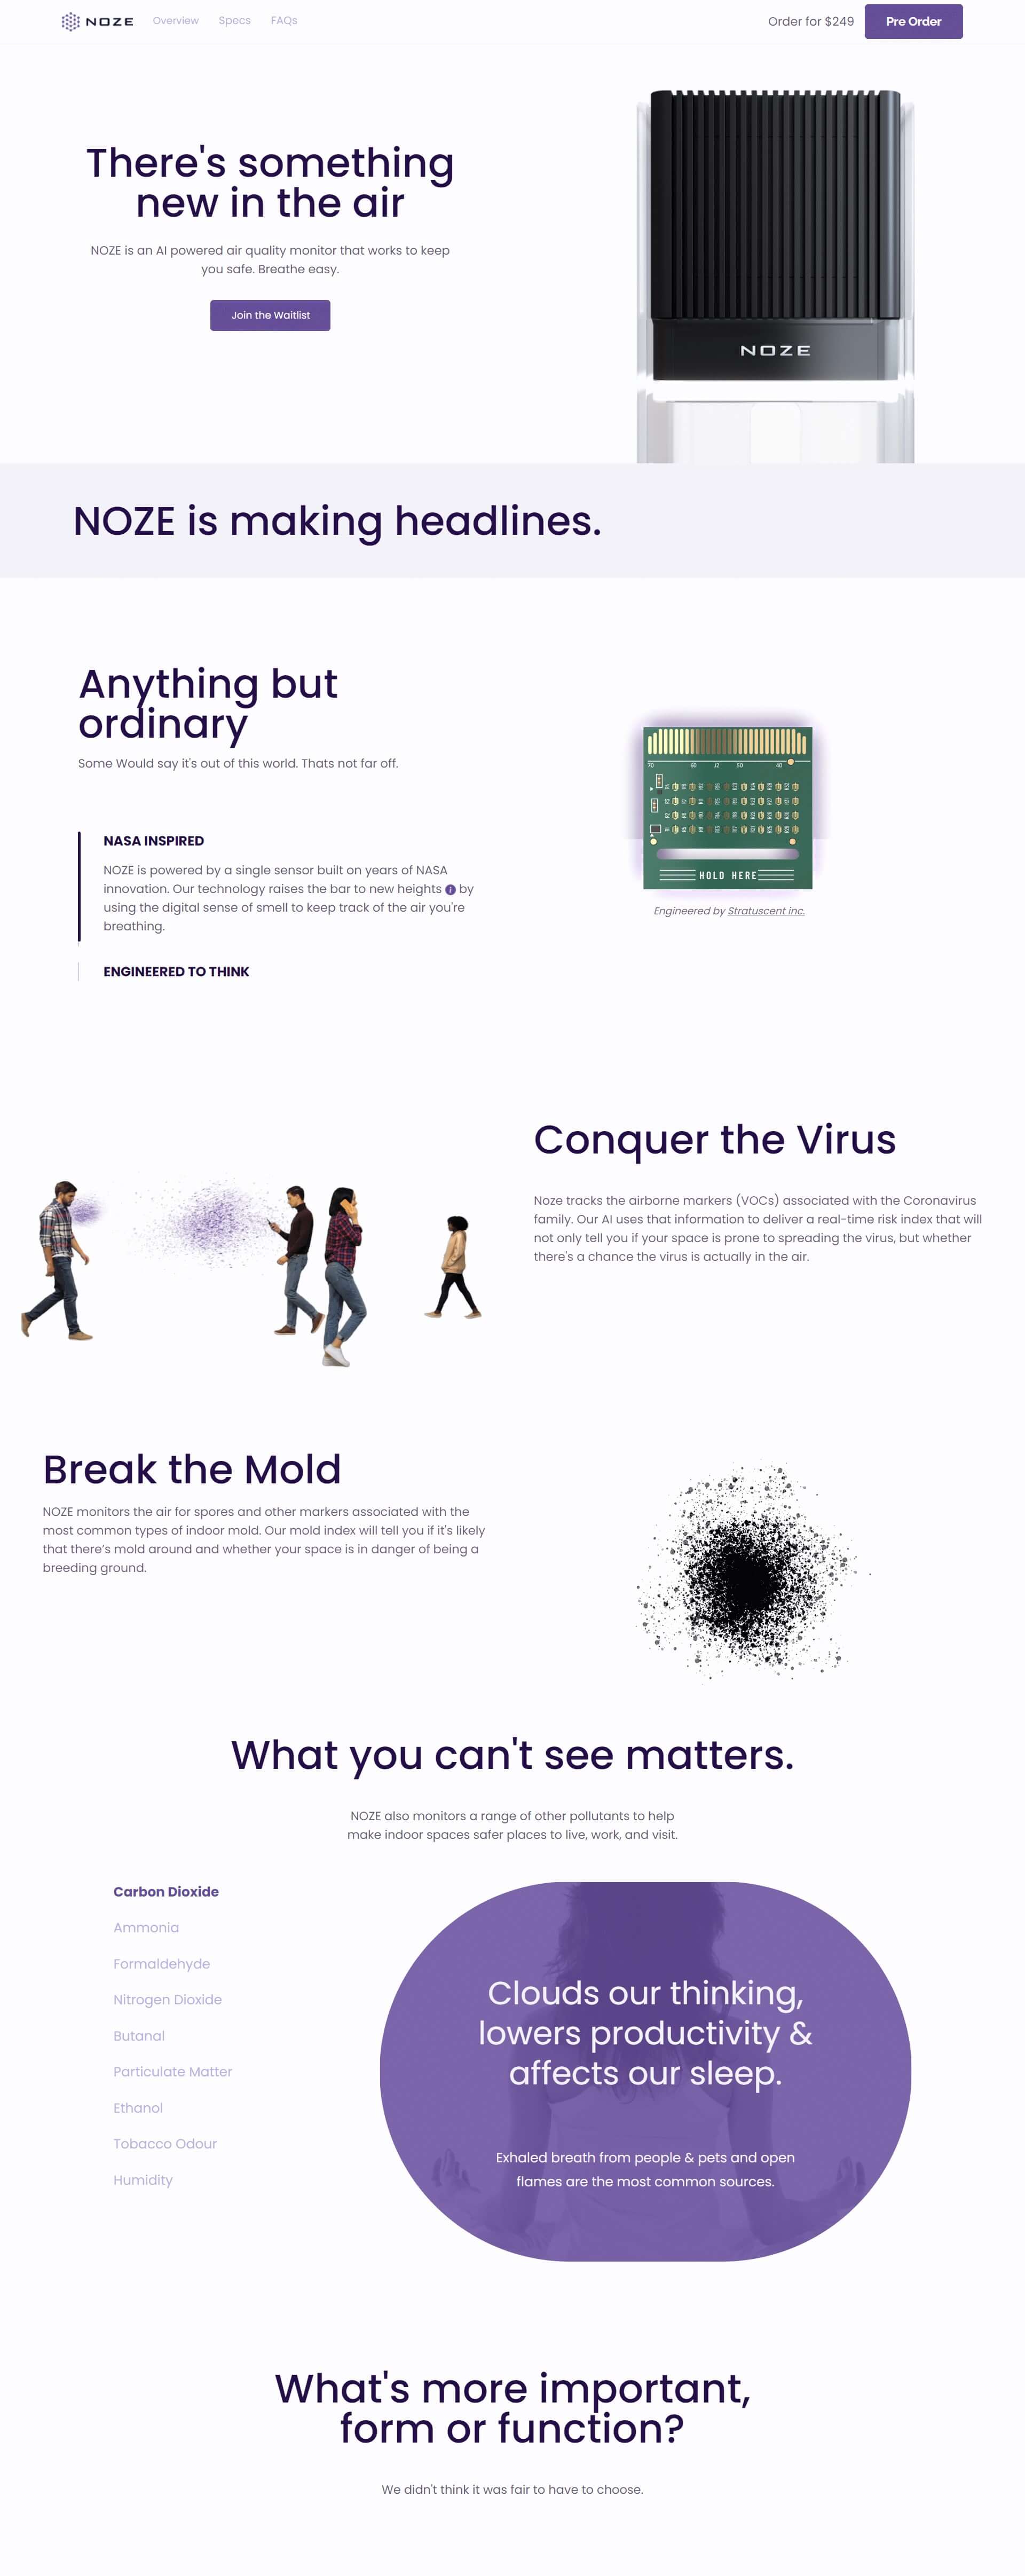 NOZE
Overview
Specs
FAQs
Order for $249
Pre Order
There's something
new in the air
NOZE is an AI powered air quality monitor that works to keep
you safe. Breathe easy.
Join the Waitlist
NOZE
NOZE is making headlines.
Anything but
ordinary
Some Would say it's out of this world. Thats not far off.
NASA INSPIRED
NOZE is powered by a single sensor built on years of NASA
innovation. Our technology raises the bar to new heights i by
using the digital sense of smell to keep track of the air you're
breathing.
ENGINEERED TO THINK
70 60 J2 50 40
HOLD HERE
Engineered by Stratuscent inc.
Conquer the Virus
Noze tracks the airborne markers (VOCs) associated with the Coronavirus
family. Our AI uses that information to deliver a real-time risk index that will
not only tell you if your space is prone to spreading the virus, but whether
there's a chance the virus is actually in the air.
Break the Mold
NOZE monitors the air for spores and other markers associated with the
most common types of indoor mold. Our mold index will tell you if it's likely
that there’s mold around and whether your space is in danger of being a
breeding ground.
What you can't see matters.
NOZE also monitors a range of other pollutants to help
make indoor spaces safer places to live, work, and visit.
Carbon Dioxide
Ammonia
Formaldehyde
Nitrogen Dioxide
Butanal
Particulate Matter
Ethanol
Tobacco Odour
Humidity
Clouds our thinking,
lowers productivity &
affects our sleep.
Exhaled breath from people & pets and open
flames are the most common sources.
What's more important,
form or function?
We didn't think it was fair to have to choose.